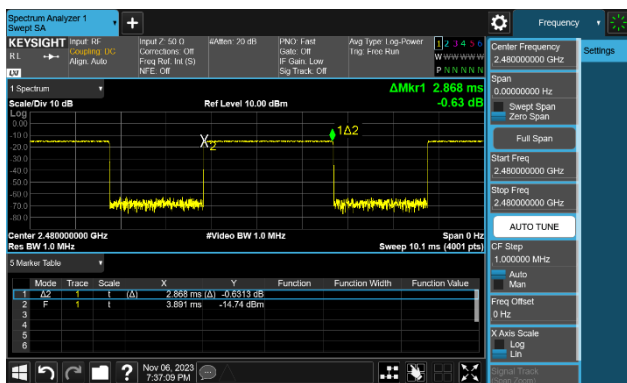 Spectrum Analyzer 1
Swept SA
Frequency
KEYSIGHT
R L
Input: RF
Coupling: DC
Align: Auto
Input Z: 50 Ω
Corrections: Off
Freq Ref: Int (S)
NFE: Off
#Atten: 20 dB
PNO: Fast
Gate: Off
IF Gain: Low
Sig Track: Off
Avg Type: Log-Power
Trig: Free Run
1 2 3 4 5 6
W W W W W W
P N N N N N
LW
1 Spectrum
Scale/Div 10 dB
Ref Level 10.00 dBm
ΔMkr1 2.868 ms
-0.63 dB
Log
0.00
-10.0
-20.0
-30.0
-40.0
-50.0
-60.0
-70.0
-80.0
X2
1Δ2
Center 2.480000000 GHz
#Video BW 1.0 MHz
Span 0 Hz
Res BW 1.0 MHz
Sweep 10.1 ms (4001 pts)
5 Marker Table
Mode Trace Scale X Y Function Function Width Function Value
1 Δ2 1 t (Δ) 2.868 ms (Δ) -0.6313 dB
2 F 1 t 3.891 ms -14.74 dBm
3
4
5
6
Nov 06, 2023
7:37:09 PM
Center Frequency
2.480000000 GHz
Settings
Span
0.00000000 Hz
Swept Span
Zero Span
Full Span
Start Freq
2.480000000 GHz
Stop Freq
2.480000000 GHz
AUTO TUNE
CF Step
1.000000 MHz
Auto
Man
Freq Offset
0 Hz
X Axis Scale
Log
Lin
Signal Track
(Span Zoom)